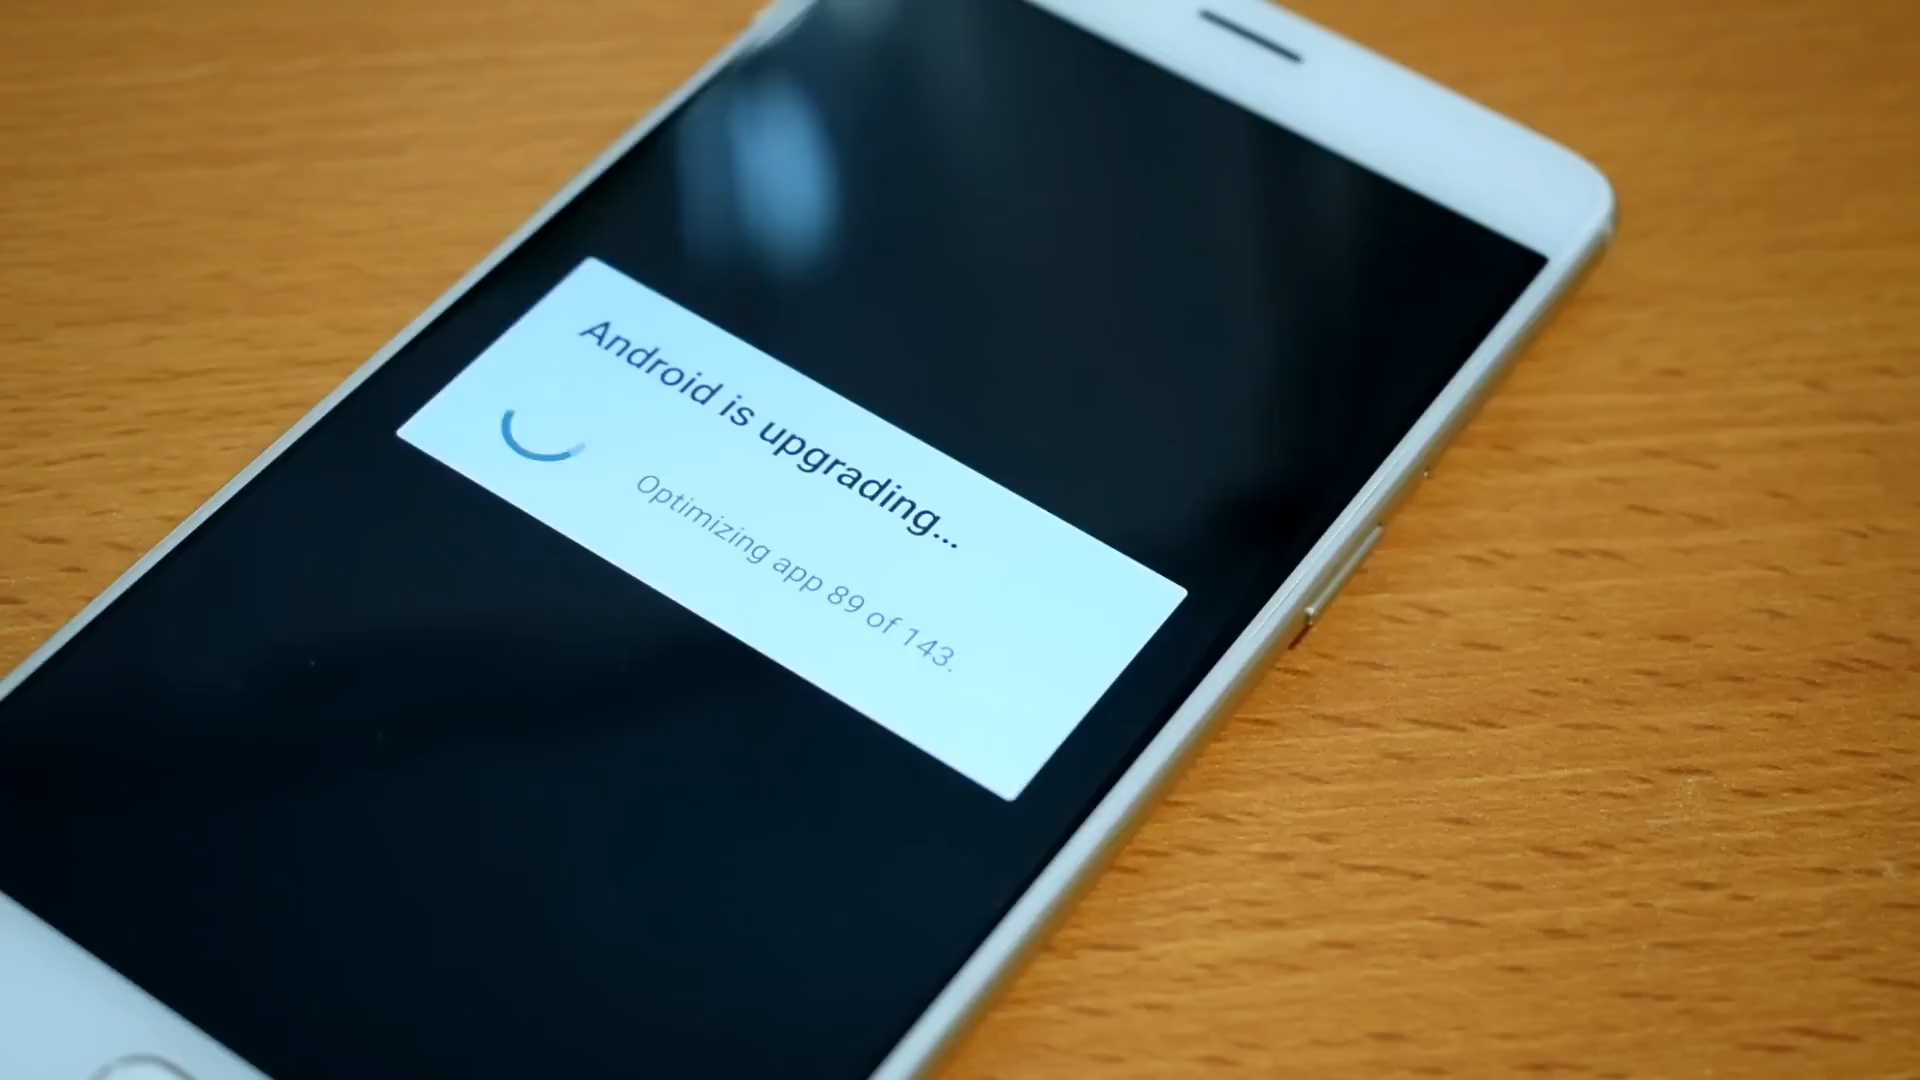 Android is upgrading...
Optimizing app 89 of 143.